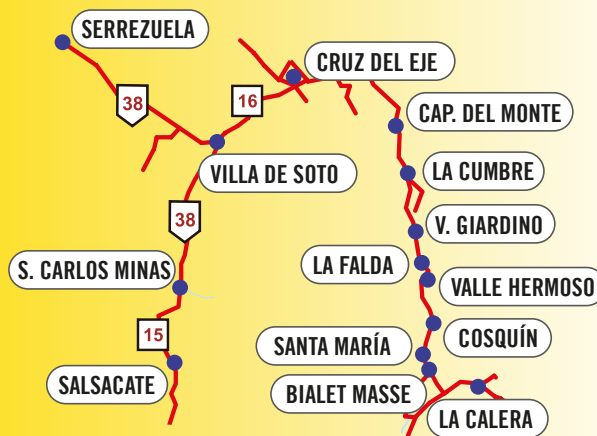 SERREZUELA
CRUZ DEL EJE
38
16
CAP. DEL MONTE
VILLA DE SOTO
LA CUMBRE
38
V. GIARDINO
S. CARLOS MINAS
LA FALDA
VALLE HERMOSO
15
COSQUÍN
SANTA MARÍA
SALSACATE
BIALET MASSE
LA CALERA